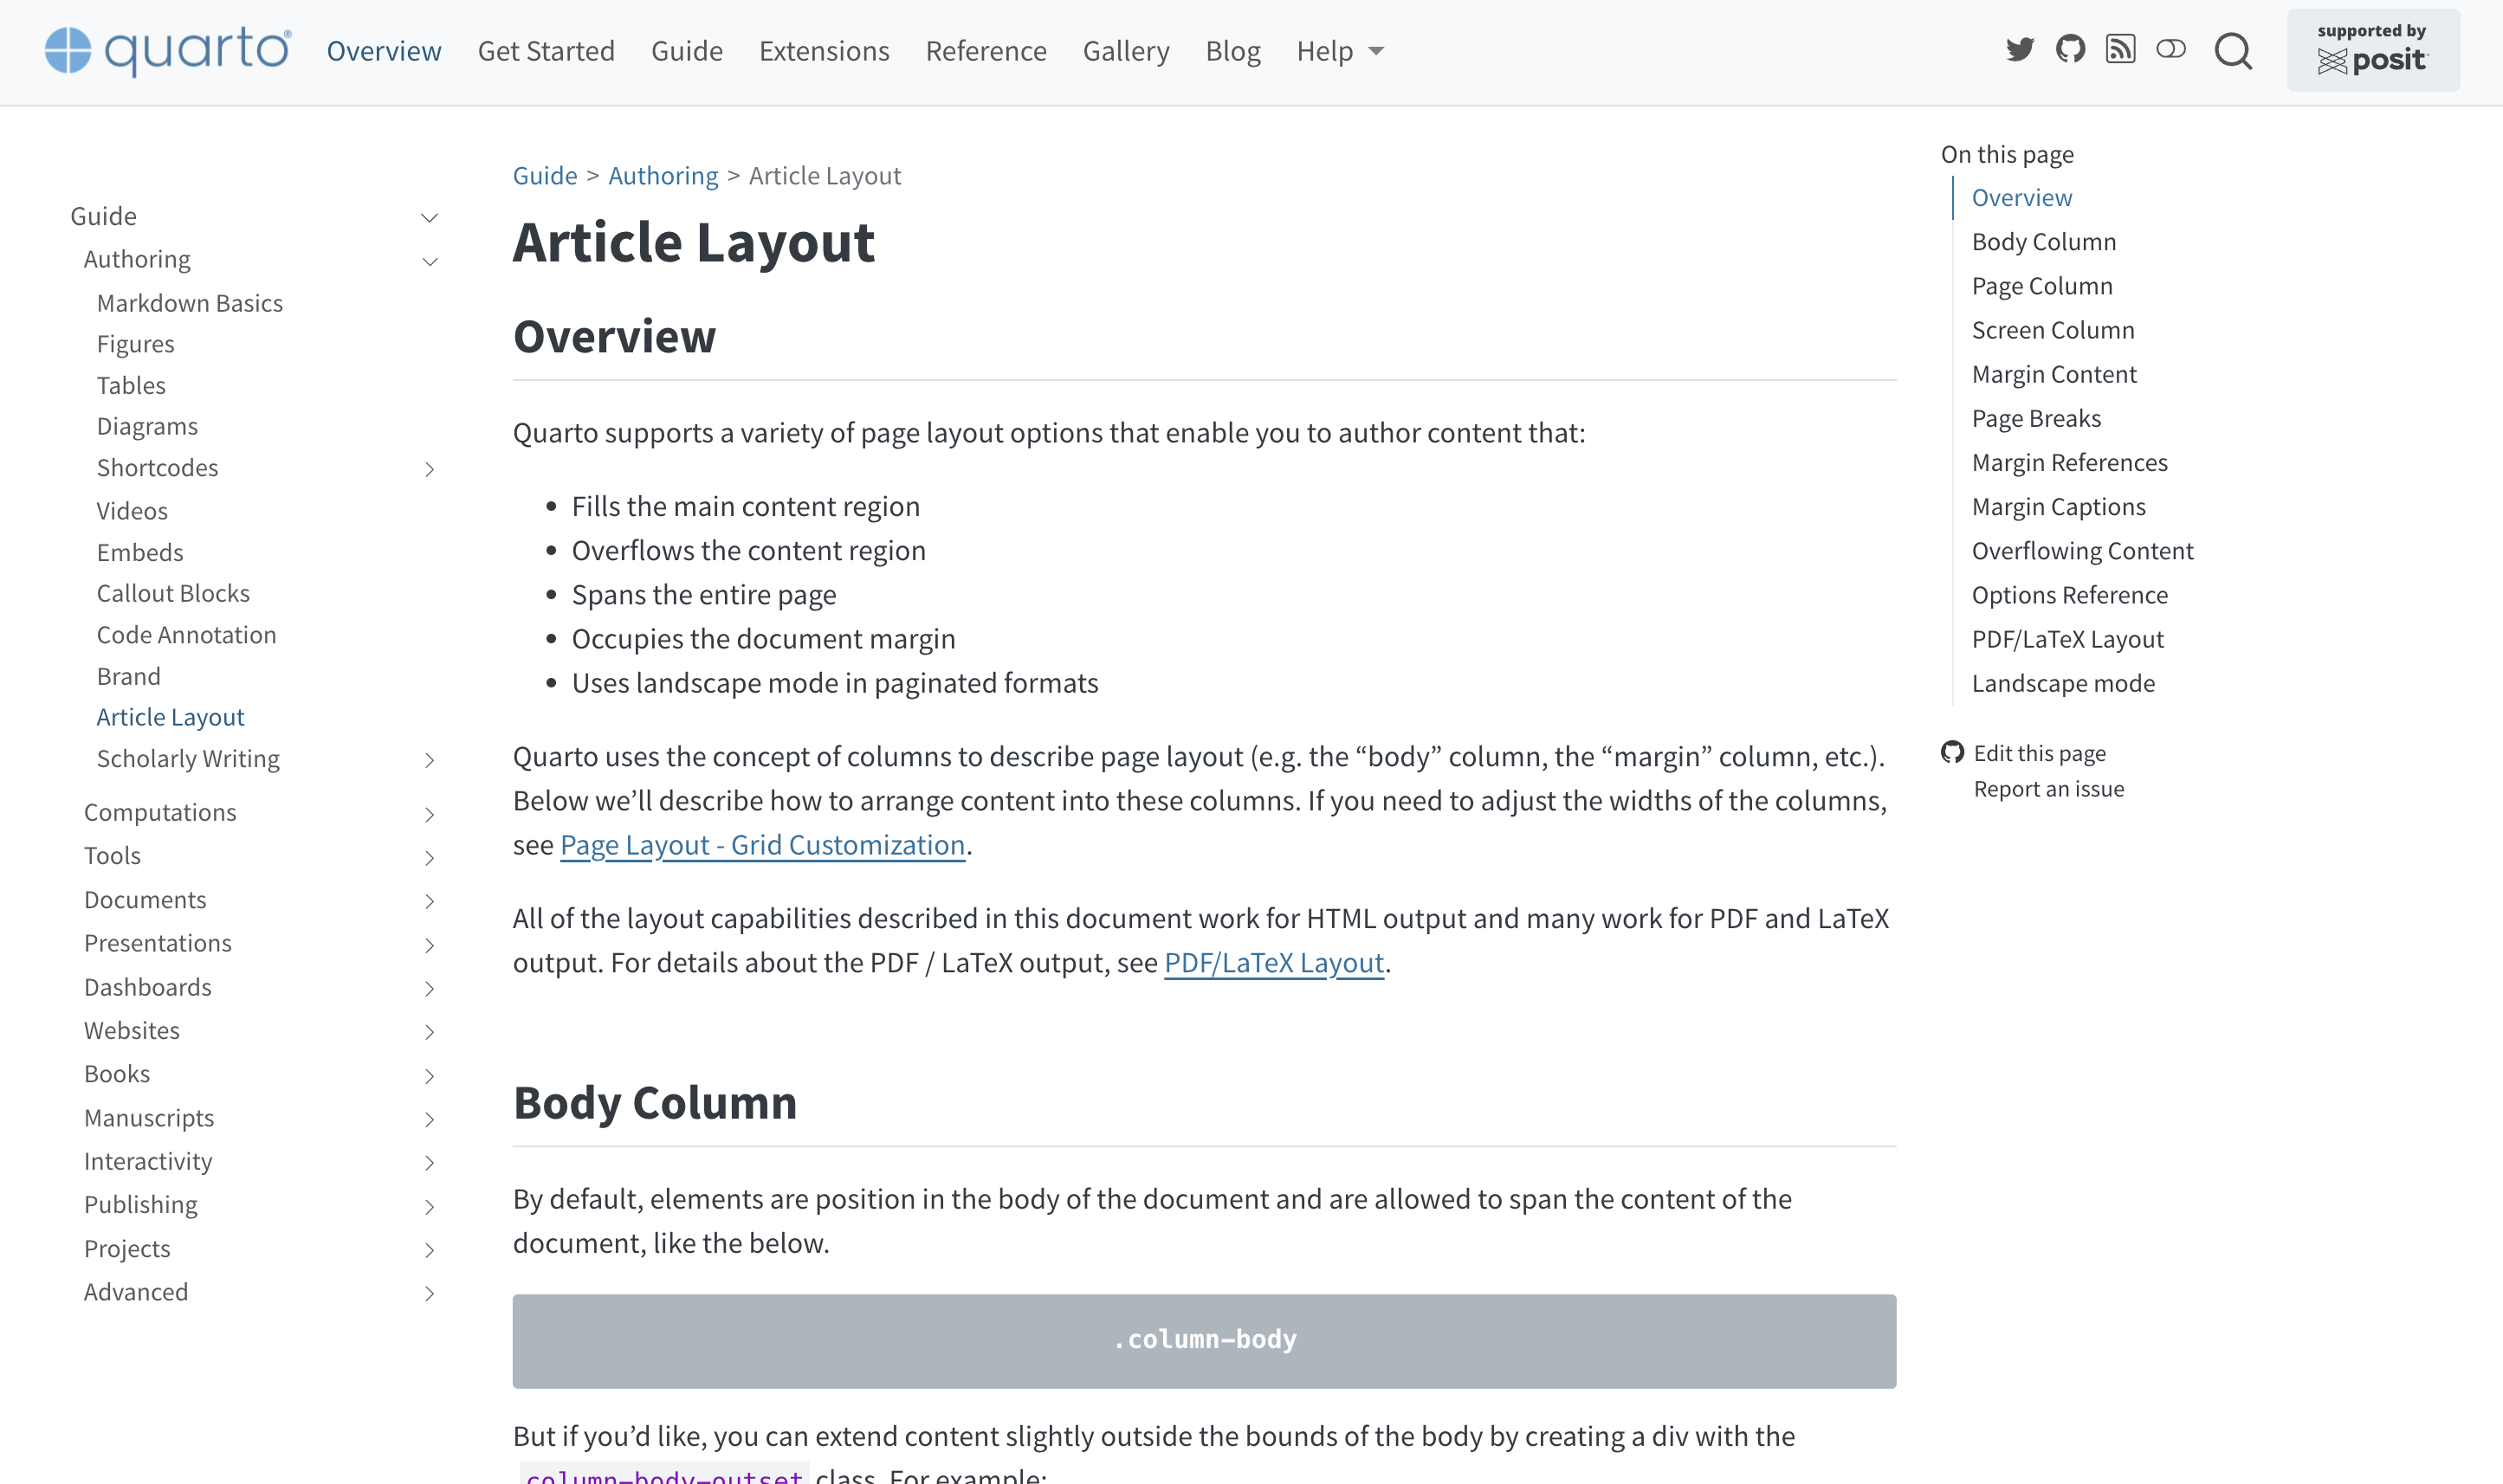 quarto®
Overview Get Started Guide Extensions Reference Gallery Blog Help
supported by
posit
Guide
Authoring
Markdown Basics
Figures
Tables
Diagrams
Shortcodes
Videos
Embeds
Callout Blocks
Code Annotation
Brand
Article Layout
Scholarly Writing
Computations
Tools
Documents
Presentations
Dashboards
Websites
Books
Manuscripts
Interactivity
Publishing
Projects
Advanced
Guide > Authoring > Article Layout
Article Layout
Overview
Quarto supports a variety of page layout options that enable you to author content that:
• Fills the main content region
• Overflows the content region
• Spans the entire page
• Occupies the document margin
• Uses landscape mode in paginated formats
Quarto uses the concept of columns to describe page layout (e.g. the “body” column, the “margin” column, etc.).
Below we’ll describe how to arrange content into these columns. If you need to adjust the widths of the columns,
see Page Layout - Grid Customization.
All of the layout capabilities described in this document work for HTML output and many work for PDF and LaTeX
output. For details about the PDF / LaTeX output, see PDF/LaTeX Layout.
Body Column
By default, elements are position in the body of the document and are allowed to span the content of the
document, like the below.
.column-body
But if you’d like, you can extend content slightly outside the bounds of the body by creating a div with the
column-body-outset class. For example:
On this page
Overview
Body Column
Page Column
Screen Column
Margin Content
Page Breaks
Margin References
Margin Captions
Overflowing Content
Options Reference
PDF/LaTeX Layout
Landscape mode
Edit this page
Report an issue